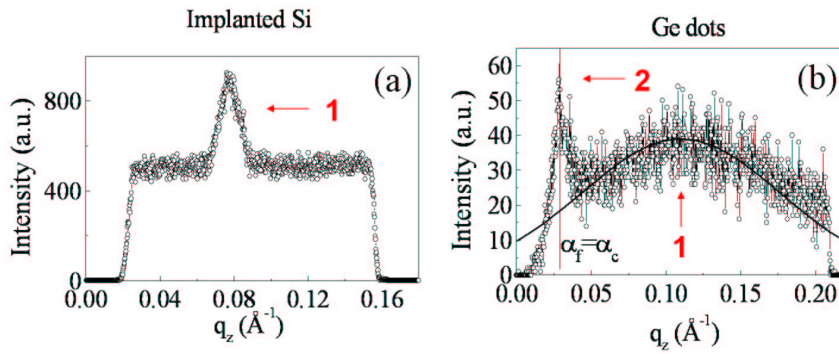 Implanted Si
Ge dots
(a)
1
800
400
0
Intensity (a.u.)
0.00 0.04 0.08 0.12 0.16
q_z (Å⁻¹)
(b)
2
1
α_f=α_c
60
50
40
30
20
10
0
Intensity (a.u.)
0.00 0.05 0.10 0.15 0.20
q_z (Å⁻¹)